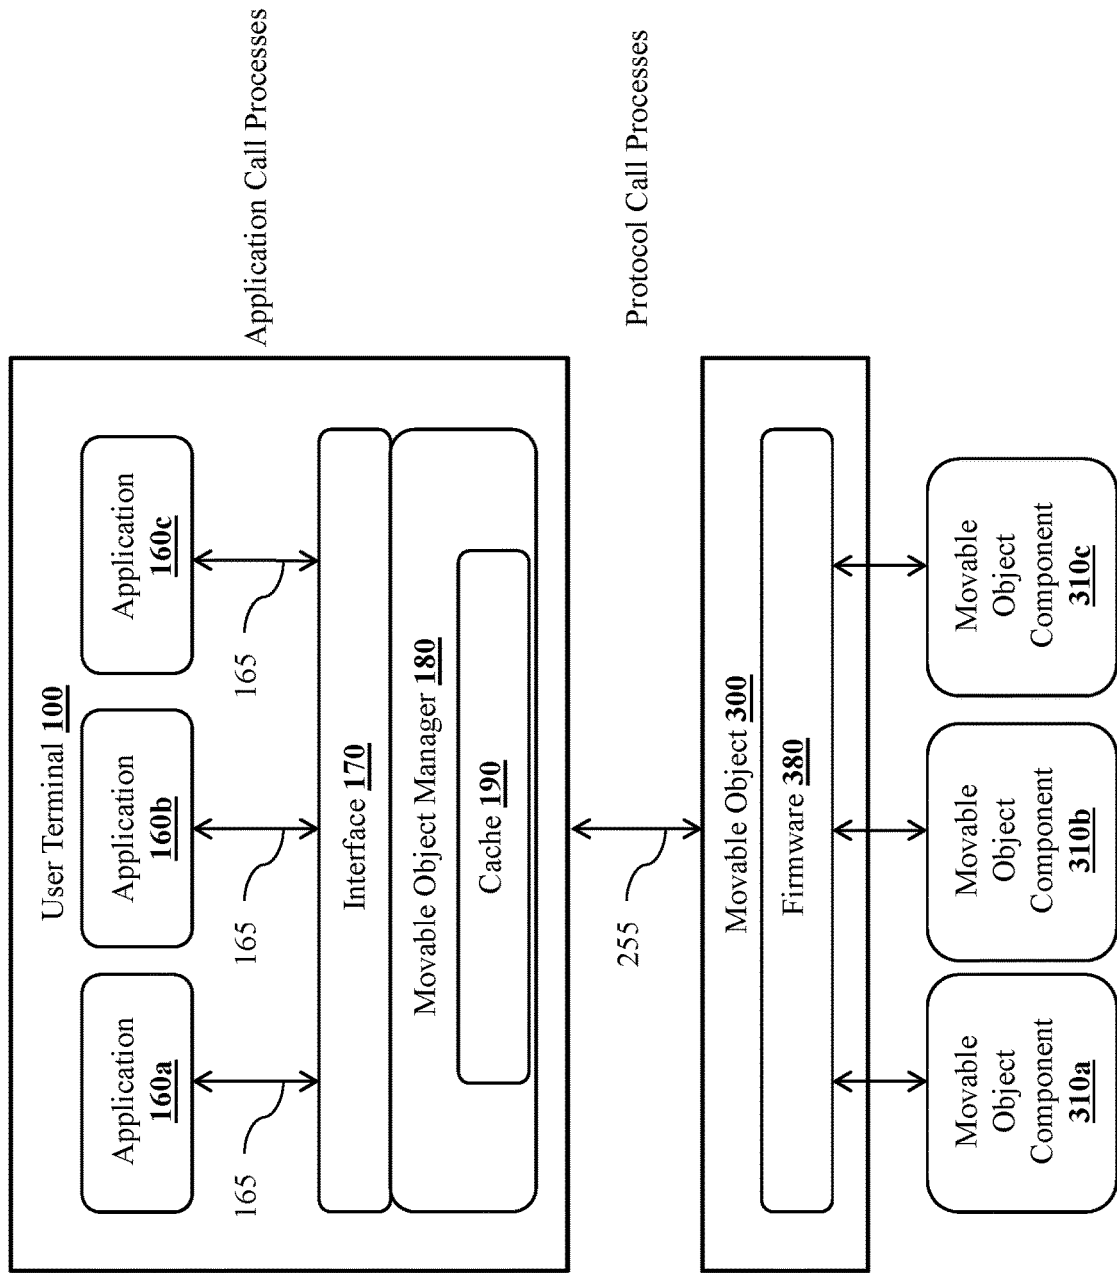 User Terminal 100
Application
160a
Application
160b
Application
160c
165
165
165
Application Call Processes
Interface 170
Movable Object Manager 180
Cache 190
255
Protocol Call Processes
Movable Object 300
Firmware 380
Movable
Object
Component
310a
Movable
Object
Component
310b
Movable
Object
Component
310c